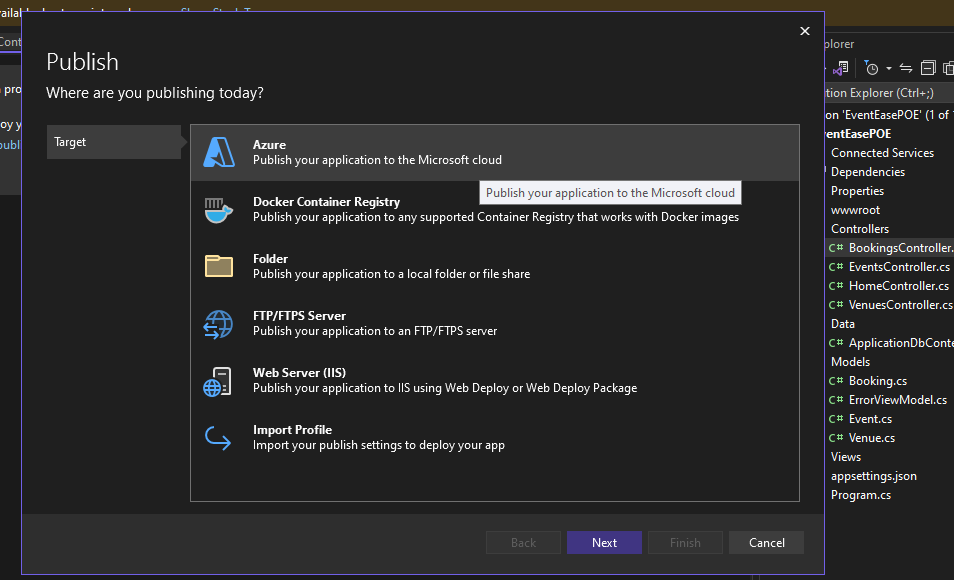 Publish
Where are you publishing today?
Target
Azure
Publish your application to the Microsoft cloud
Publish your application to the Microsoft cloud
Docker Container Registry
Publish your application to any supported Container Registry that works with Docker images
Folder
Publish your application to a local folder or file share
FTP/FTPS Server
Publish your application to an FTP/FTPS server
Web Server (IIS)
Publish your application to IIS using Web Deploy or Web Deploy Package
Import Profile
Import your publish settings to deploy your app
Back
Next
Finish
Cancel
plorer
tion Explorer (Ctrl+;)
on 'EventEasePOE' (1 of
ventEasePOE
Connected Services
Dependencies
Properties
wwwroot
Controllers
C# BookingsController.
C# EventsController.cs
C# HomeController.cs
C# VenuesController.cs
Data
C# ApplicationDbConte
Models
C# Booking.cs
C# ErrorViewModel.cs
C# Event.cs
C# Venue.cs
Views
appsettings.json
Program.cs